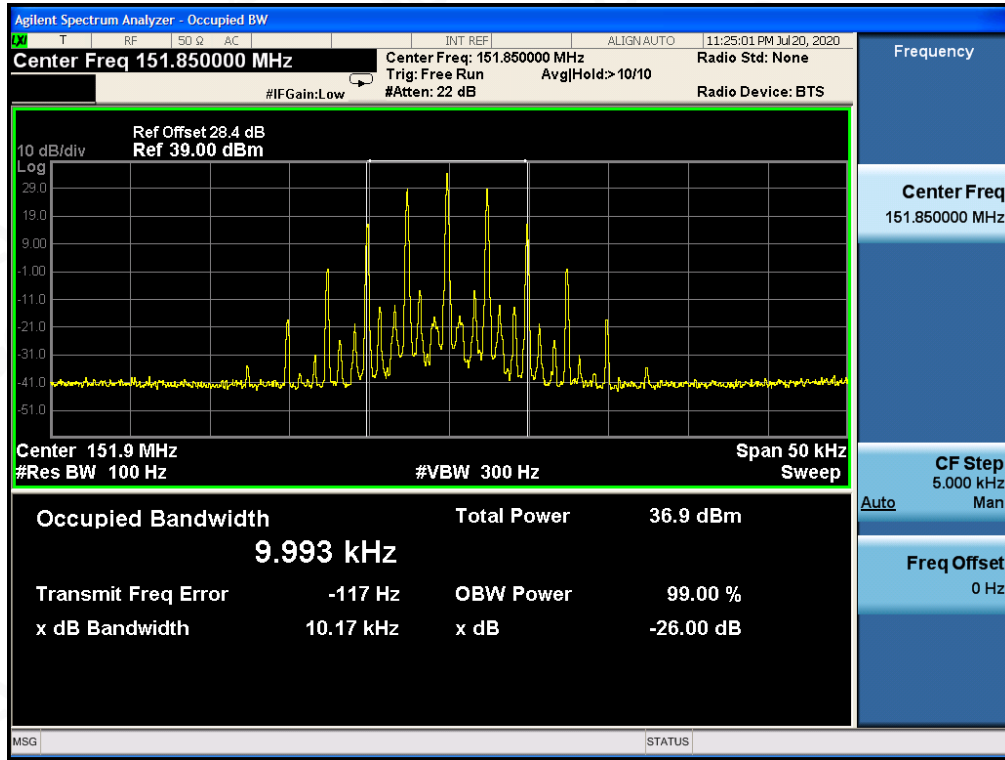 Agilent Spectrum Analyzer - Occupied BW
LXI T RF 50 Ω AC INT REF ALIGN AUTO 11:25:01 PM Jul 20, 2020
Center Freq 151.850000 MHz
#IFGain:Low
Center Freq: 151.850000 MHz
Trig: Free Run Avg|Hold:> 10/10
#Atten: 22 dB
Radio Std: None
Radio Device: BTS
Ref Offset 28.4 dB
10 dB/div Ref 39.00 dBm
Log
29.0
19.0
9.00
-1.00
-11.0
-21.0
-31.0
-41.0
-51.0
Center 151.9 MHz Span 50 kHz
#Res BW 100 Hz #VBW 300 Hz Sweep
Occupied Bandwidth Total Power 36.9 dBm
9.993 kHz
Transmit Freq Error -117 Hz OBW Power 99.00 %
x dB Bandwidth 10.17 kHz x dB -26.00 dB
MSG STATUS
Frequency
Center Freq
151.850000 MHz
CF Step
5.000 kHz
Auto Man
Freq Offset
0 Hz